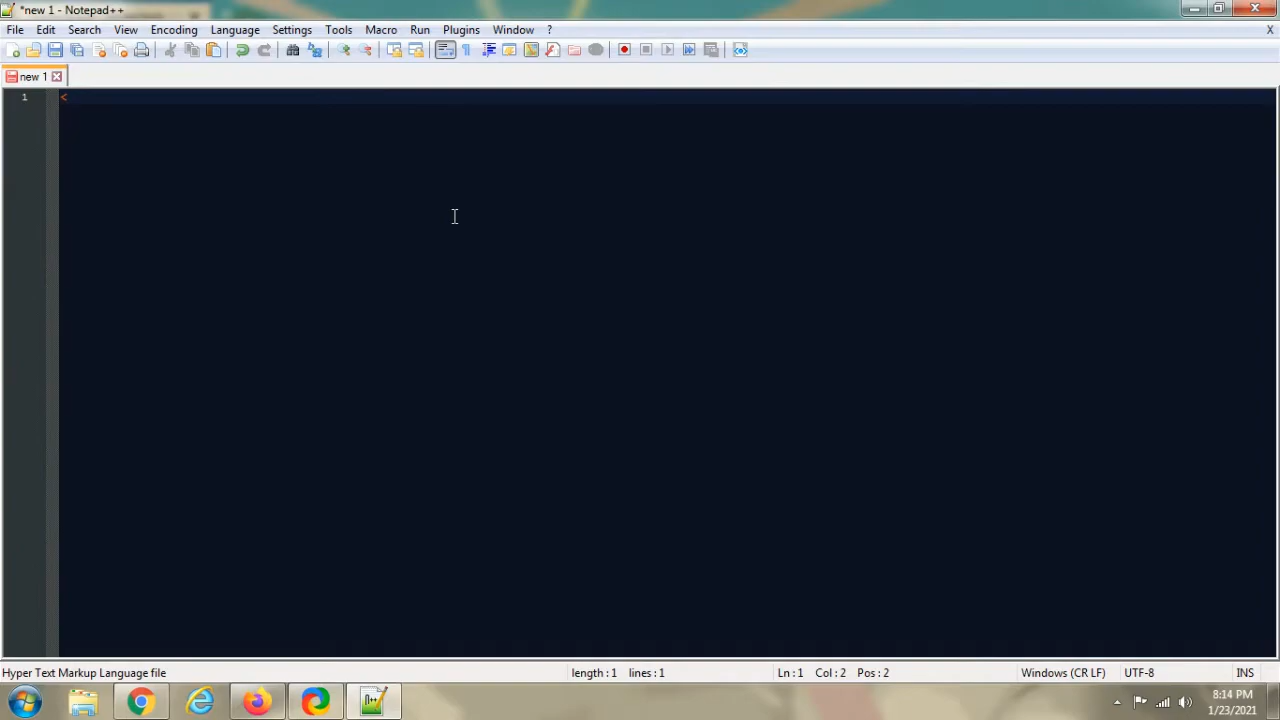 *new 1 - Notepad++
File Edit Search View Encoding Language Settings Tools Macro Run Plugins Window ? X
new 1
1 <
Hyper Text Markup Language file length : 1 lines : 1 Ln : 1 Col : 2 Pos : 2 Windows (CR LF) UTF-8 INS
8:14 PM
1/23/2021